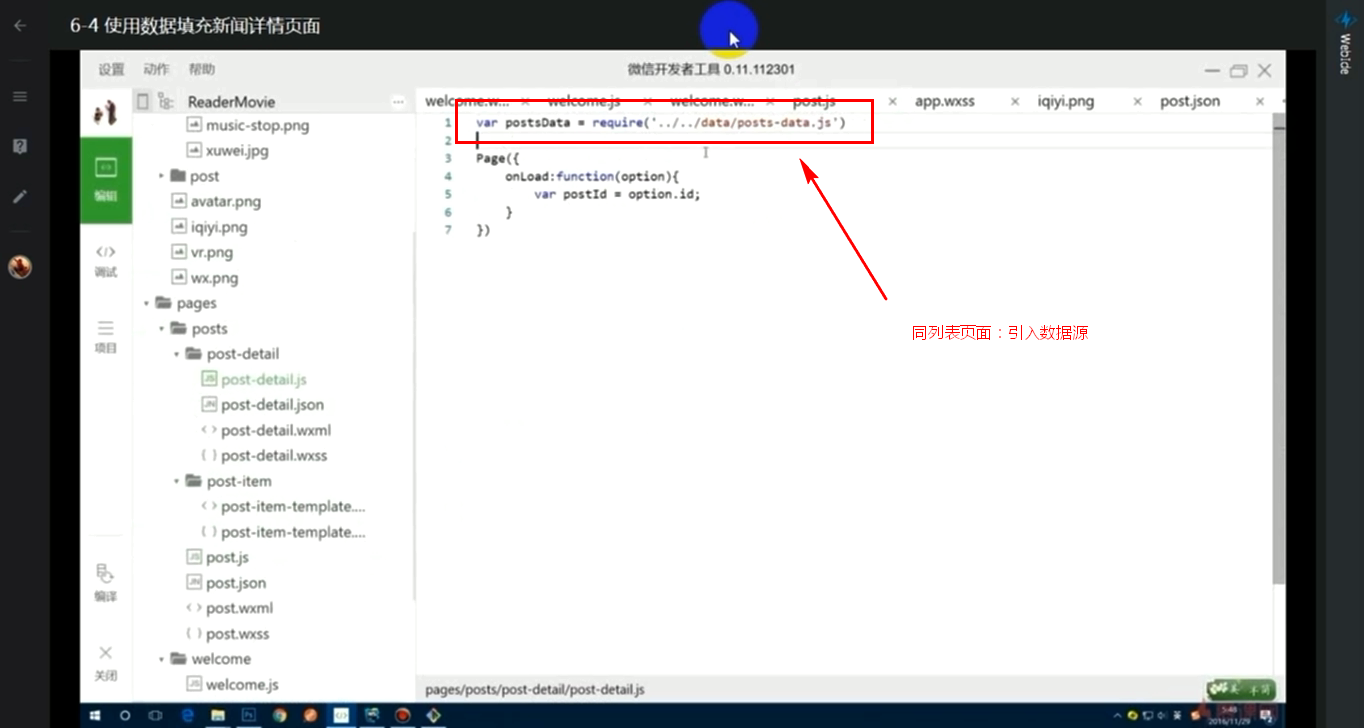 6-4 使用数据填充新闻详情页面
WebIde
设置 动作 帮助
微信开发者工具 0.11.112301
ReaderMovie
welcome.w... welcome.js welcome.w... post.js app.wxss iqiyi.png post.json
编辑
调试
项目
编译
关闭
music-stop.png
xuwei.jpg
post
avatar.png
iqiyi.png
vr.png
wx.png
pages
posts
post-detail
post-detail.js
post-detail.json
post-detail.wxml
post-detail.wxss
post-item
post-item-template....
post-item-template....
post.js
post.json
post.wxml
post.wxss
welcome
welcome.js
1 var postsData = require('../../data/posts-data.js')
2
3 Page({
4 onLoad:function(option){
5 var postId = option.id;
6 }
7 })
同列表页面：引入数据源
pages/posts/post-detail/post-detail.js
英
5:48
2016/11/29